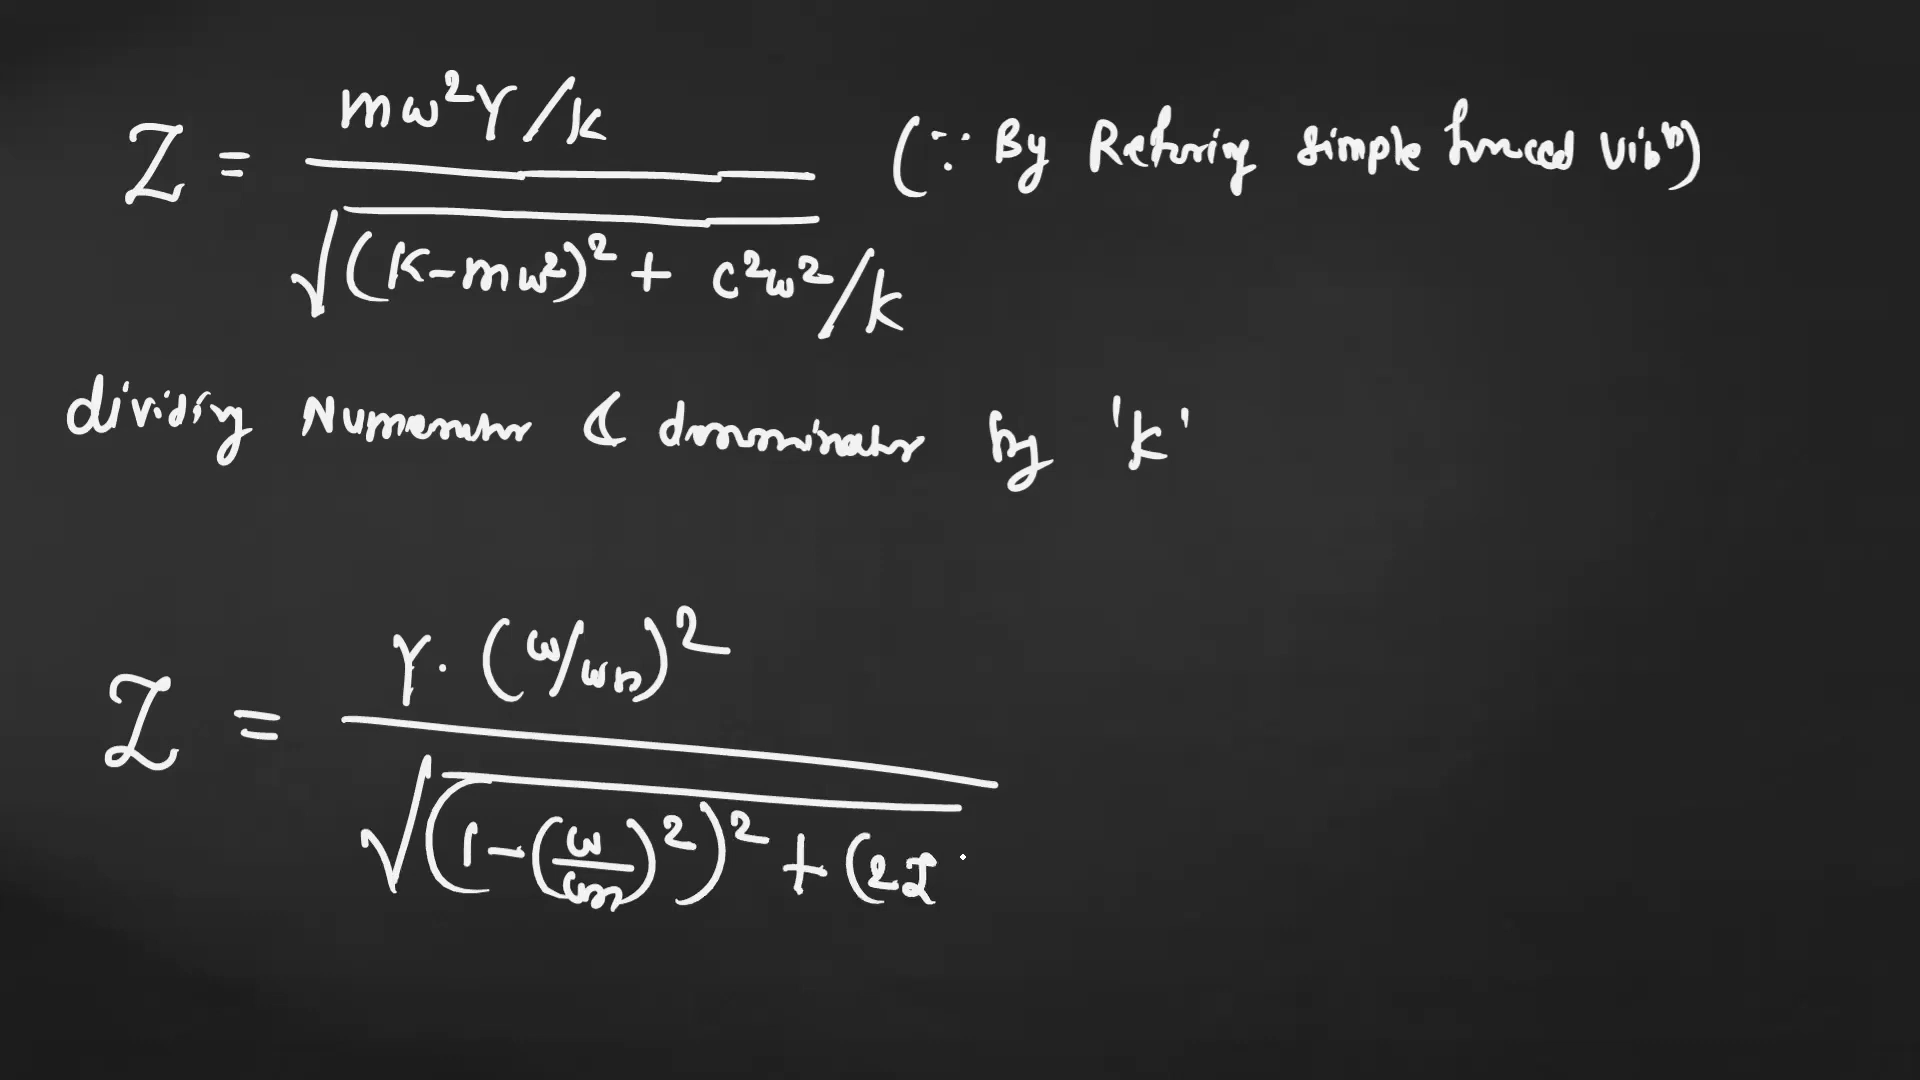 Z = mω²Y/k / √(K-mω²)² + c²ω²/k (∵ By Refering simple forced vibⁿ)
dividing Numerator & denominator by 'k'
Z = Y. (ω/ωn)² / √(1-(ω/ωn)²)² + (2ξ